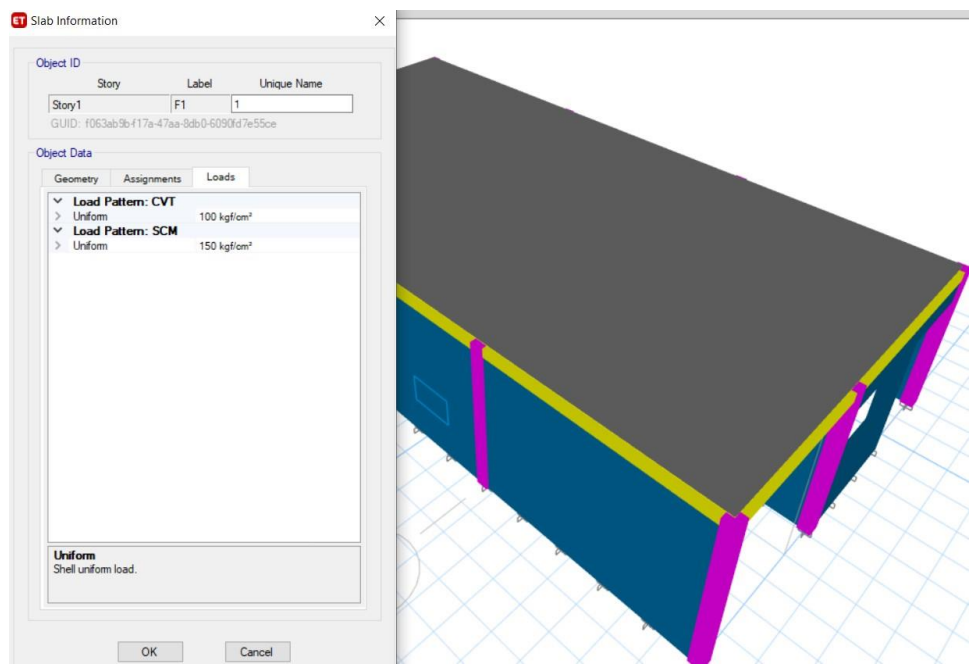 ET Slab Information
Object ID
Story Label Unique Name
Story1 F1 1
GUID: f063ab9b-f17a-47aa-8db0-6090fd7e55ce
Object Data
Geometry Assignments Loads
Load Pattern: CVT
Uniform 100 kgf/cm²
Load Pattern: SCM
Uniform 150 kgf/cm²
Uniform
Shell uniform load.
OK Cancel